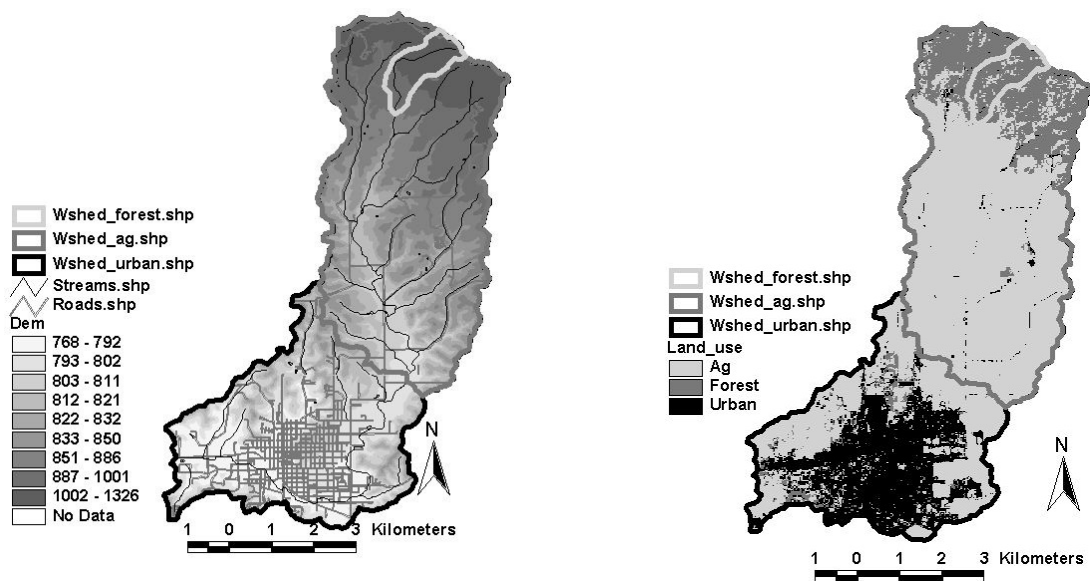 Wshed_forest.shp
Wshed_ag.shp
Wshed_urban.shp
Streams.shp
Roads.shp
Dem
768 - 792
793 - 802
803 - 811
812 - 821
822 - 832
833 - 850
851 - 886
887 - 1001
1002 - 1326
No Data
N
1 0 1 2 3 Kilometers
Wshed_forest.shp
Wshed_ag.shp
Wshed_urban.shp
Land_use
Ag
Forest
Urban
N
1 0 1 2 3 Kilometers